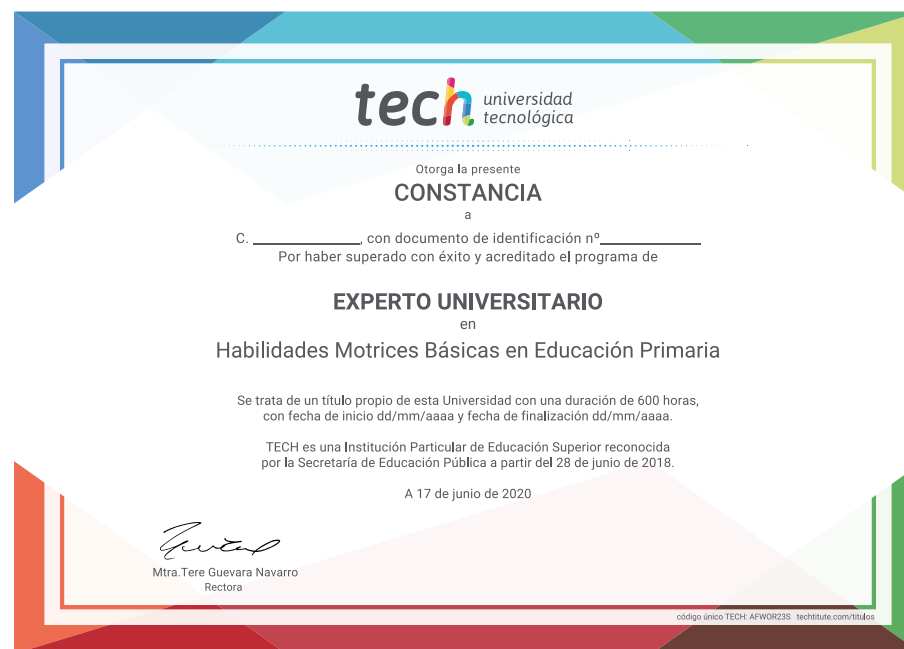 tech universidad
tecnológica
Otorga la presente
CONSTANCIA
a
C. ______________, con documento de identificación nº______________
Por haber superado con éxito y acreditado el programa de
EXPERTO UNIVERSITARIO
en
Habilidades Motrices Básicas en Educación Primaria
Se trata de un título propio de esta Universidad con una duración de 600 horas,
con fecha de inicio dd/mm/aaaa y fecha de finalización dd/mm/aaaa.
TECH es una Institución Particular de Educación Superior reconocida
por la Secretaría de Educación Pública a partir del 28 de junio de 2018.
A 17 de junio de 2020
Mtra.Tere Guevara Navarro
Rectora
código único TECH: AFWOR23S techtitute.com/titulos